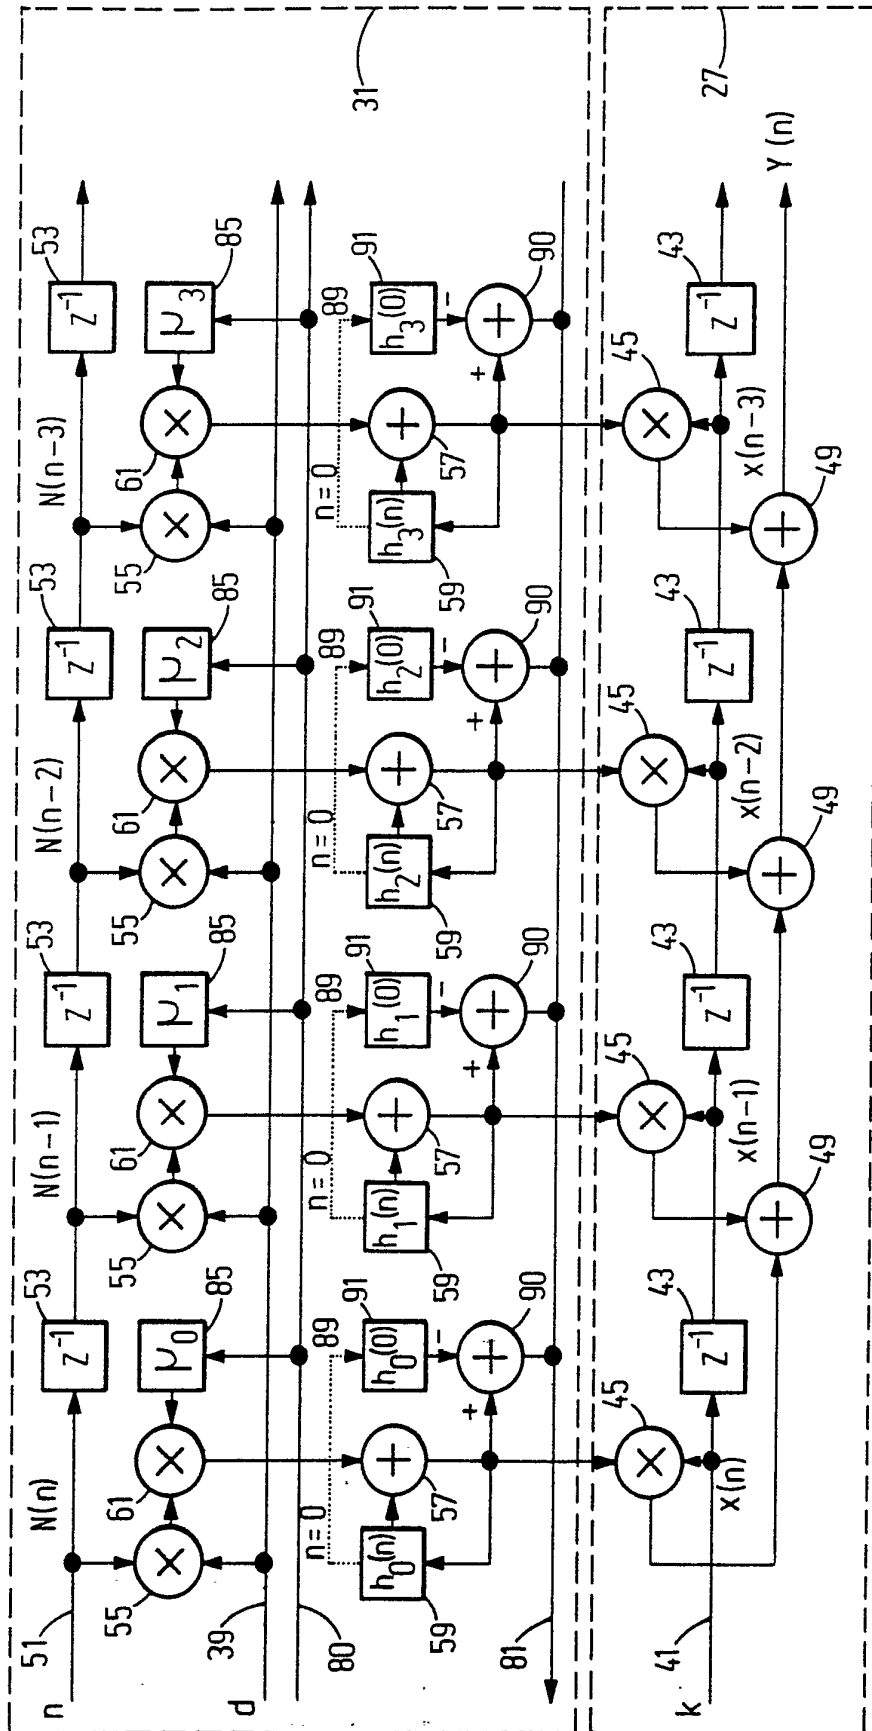 n
51
N(n)
53
z⁻¹
N(n-1)
53
z⁻¹
N(n-2)
53
z⁻¹
N(n-3)
53
z⁻¹
55
×
61
×
μ₀
85
55
×
61
×
μ₁
85
55
×
61
×
μ₂
85
55
×
61
×
μ₃
85
d
39
80
31
n=0
89
n=0
89
n=0
89
n=0
89
h₀(n)
59
+
57
h₀(0)
91
h₁(n)
59
+
57
h₁(0)
91
h₂(n)
59
+
57
h₂(0)
91
h₃(n)
59
+
57
h₃(0)
91
+
-
+
90
+
-
+
90
+
-
+
90
+
-
+
90
81
×
45
×
45
×
45
×
45
27
k
41
x(n)
z⁻¹
43
x(n-1)
z⁻¹
43
x(n-2)
z⁻¹
43
x(n-3)
z⁻¹
43
+
49
+
49
+
49
Y(n)